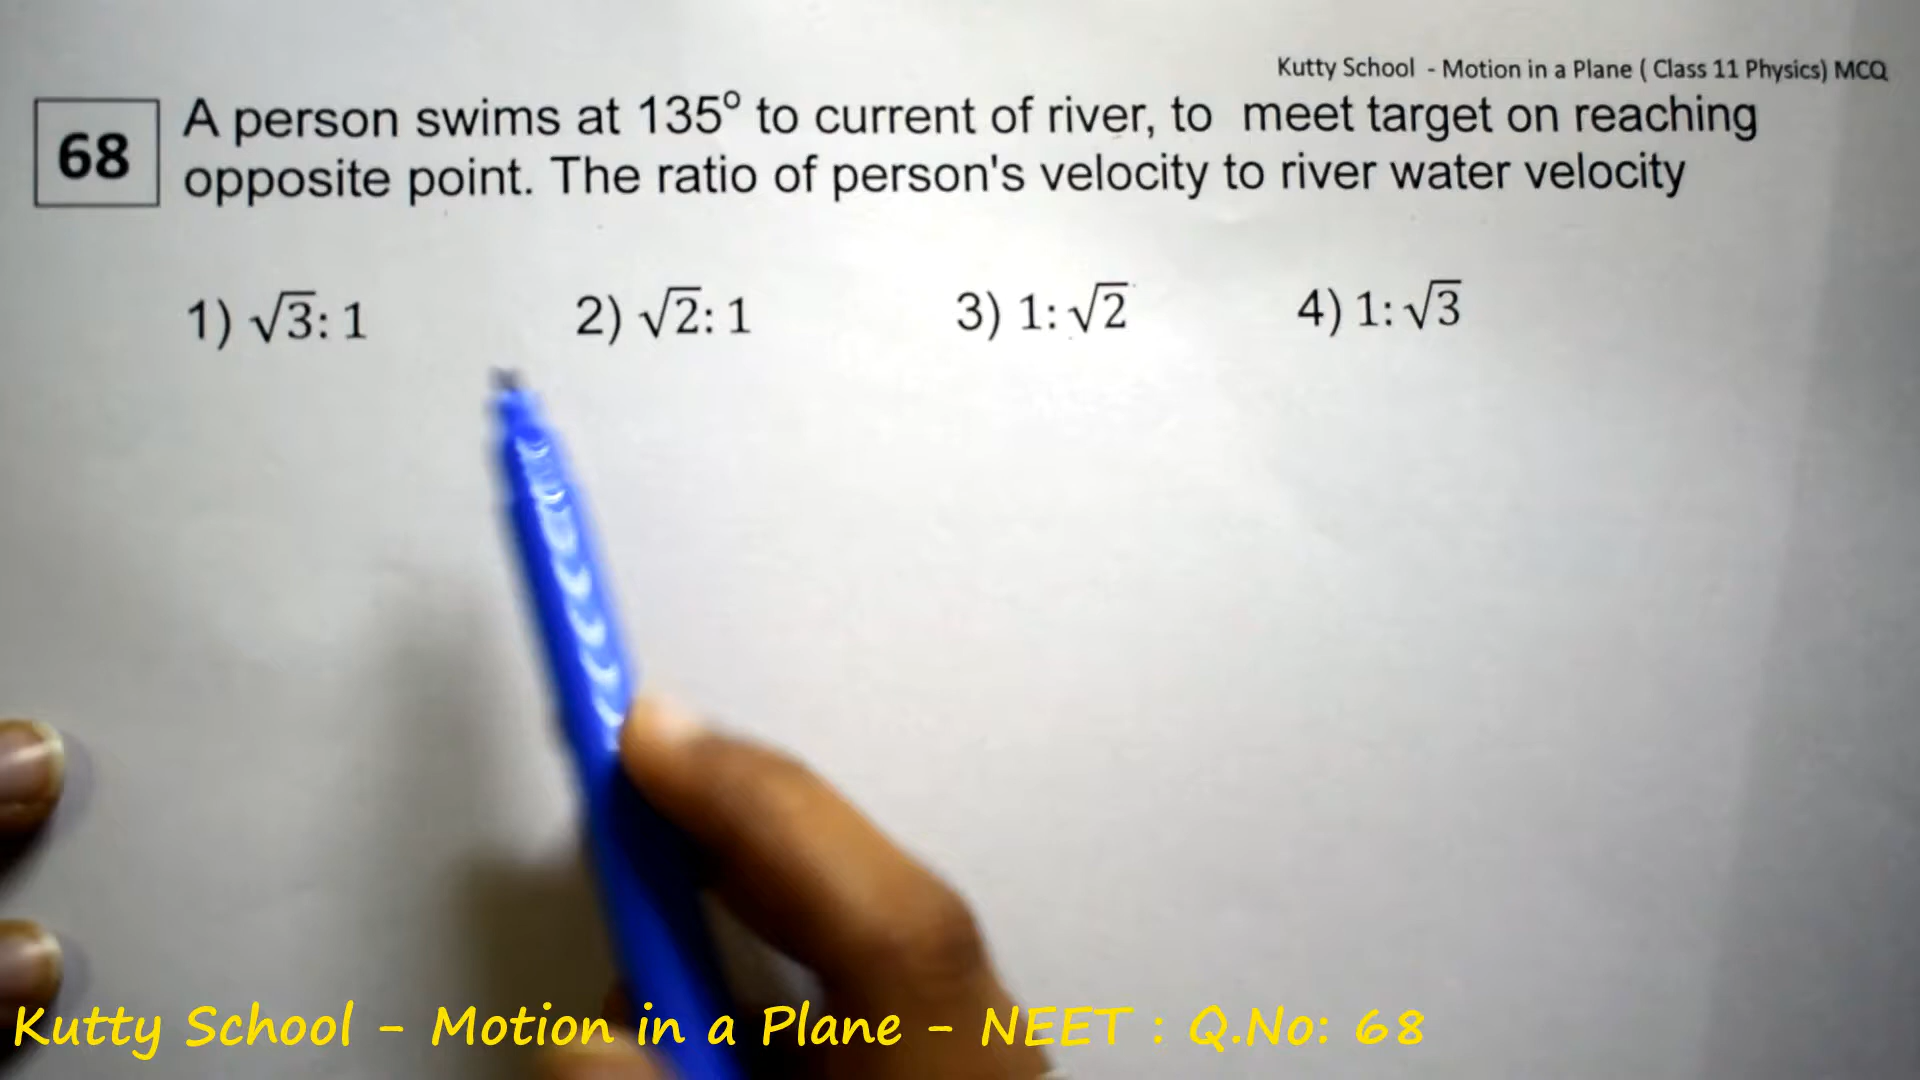 Kutty School - Motion in a Plane ( Class 11 Physics) MCQ
68 A person swims at 135° to current of river, to meet target on reaching
opposite point. The ratio of person's velocity to river water velocity
1) √3: 1 2) √2: 1 3) 1: √2 4) 1: √3
Kutty School - Motion in a Plane - NEET : Q.No: 68